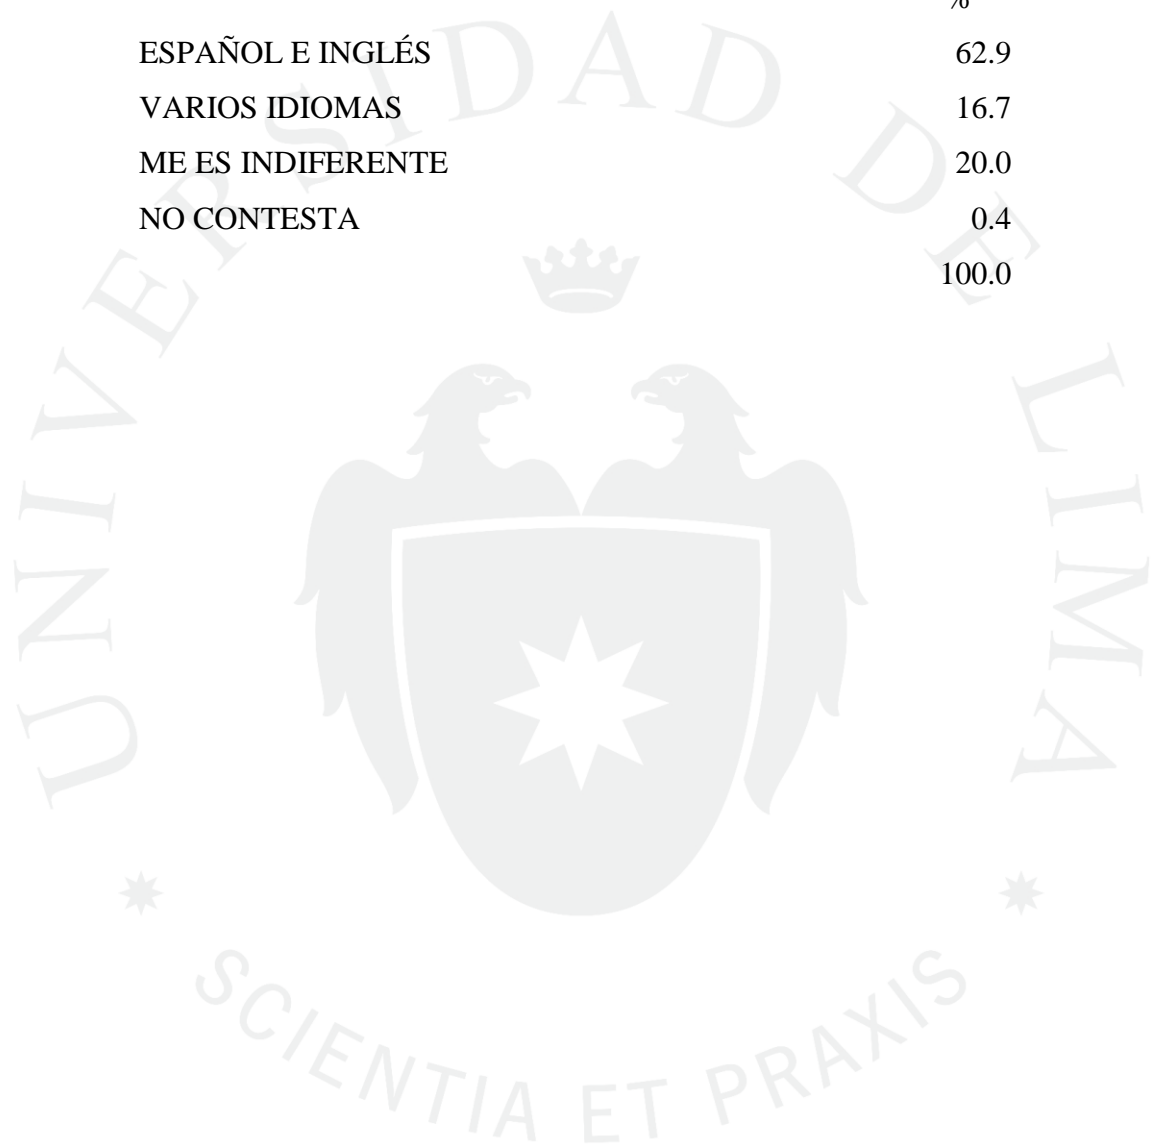 %
ESPAÑOL E INGLÉS 62.9
VARIOS IDIOMAS 16.7
ME ES INDIFERENTE 20.0
NO CONTESTA 0.4
100.0
UNIVERSIDAD DE LIMA
SCIENTIA ET PRAXIS